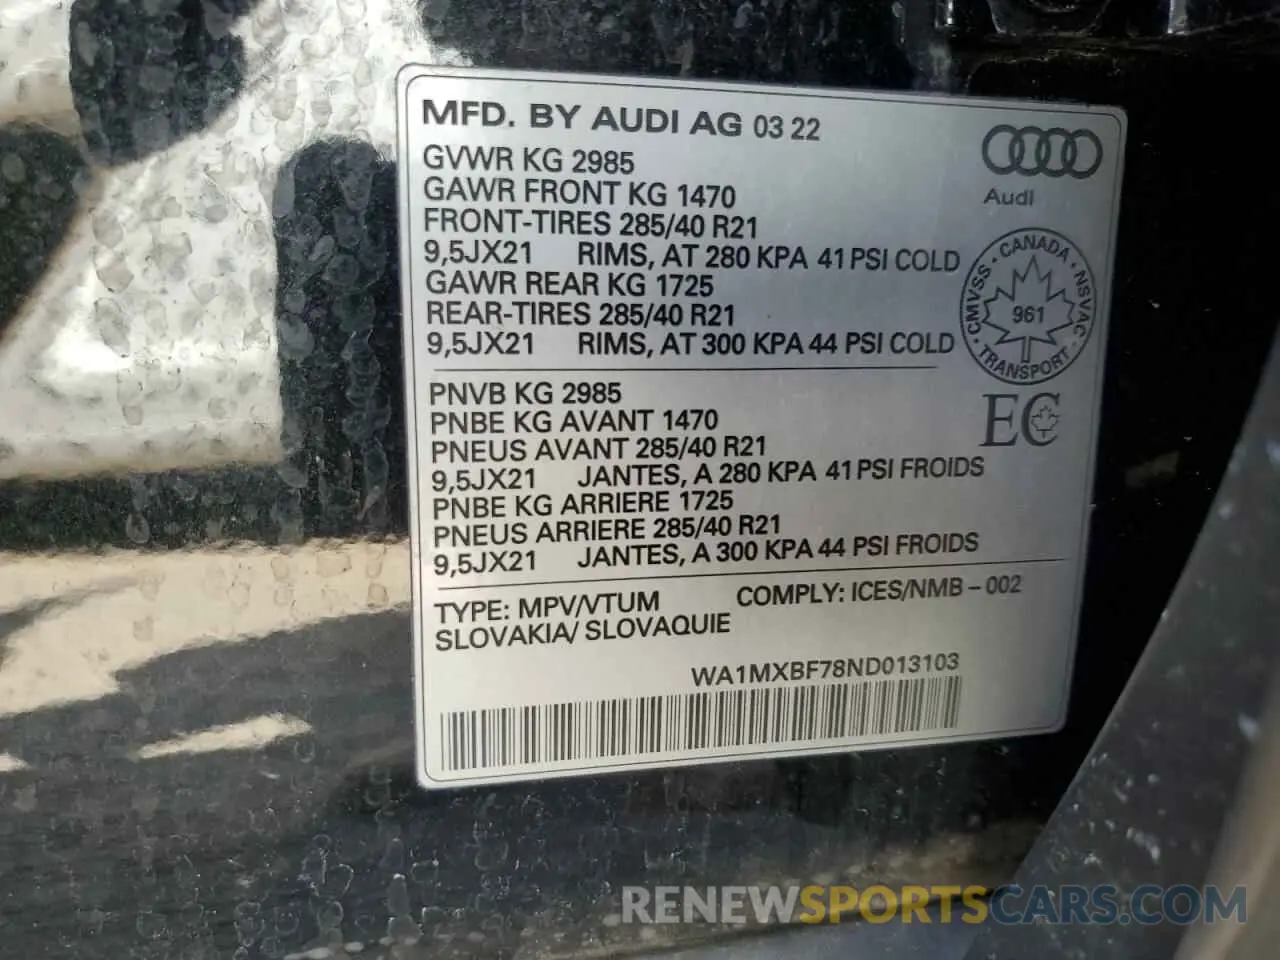 MFD. BY AUDI AG 03 22
GVWR KG 2985
GAWR FRONT KG 1470
FRONT-TIRES 285/40 R21
9,5JX21 RIMS, AT 280 KPA 41 PSI COLD
GAWR REAR KG 1725
REAR-TIRES 285/40 R21
9,5JX21 RIMS, AT 300 KPA 44 PSI COLD
Audi
CMVSS · CANADA · NSVAC
961
· TRANSPORT ·
EC
PNVB KG 2985
PNBE KG AVANT 1470
PNEUS AVANT 285/40 R21
9,5JX21 JANTES, A 280 KPA 41 PSI FROIDS
PNBE KG ARRIERE 1725
PNEUS ARRIERE 285/40 R21
9,5JX21 JANTES, A 300 KPA 44 PSI FROIDS
TYPE: MPV/VTUM COMPLY: ICES/NMB – 002
SLOVAKIA/ SLOVAQUIE
WA1MXBF78ND013103
RENEWSPORTSCARS.COM